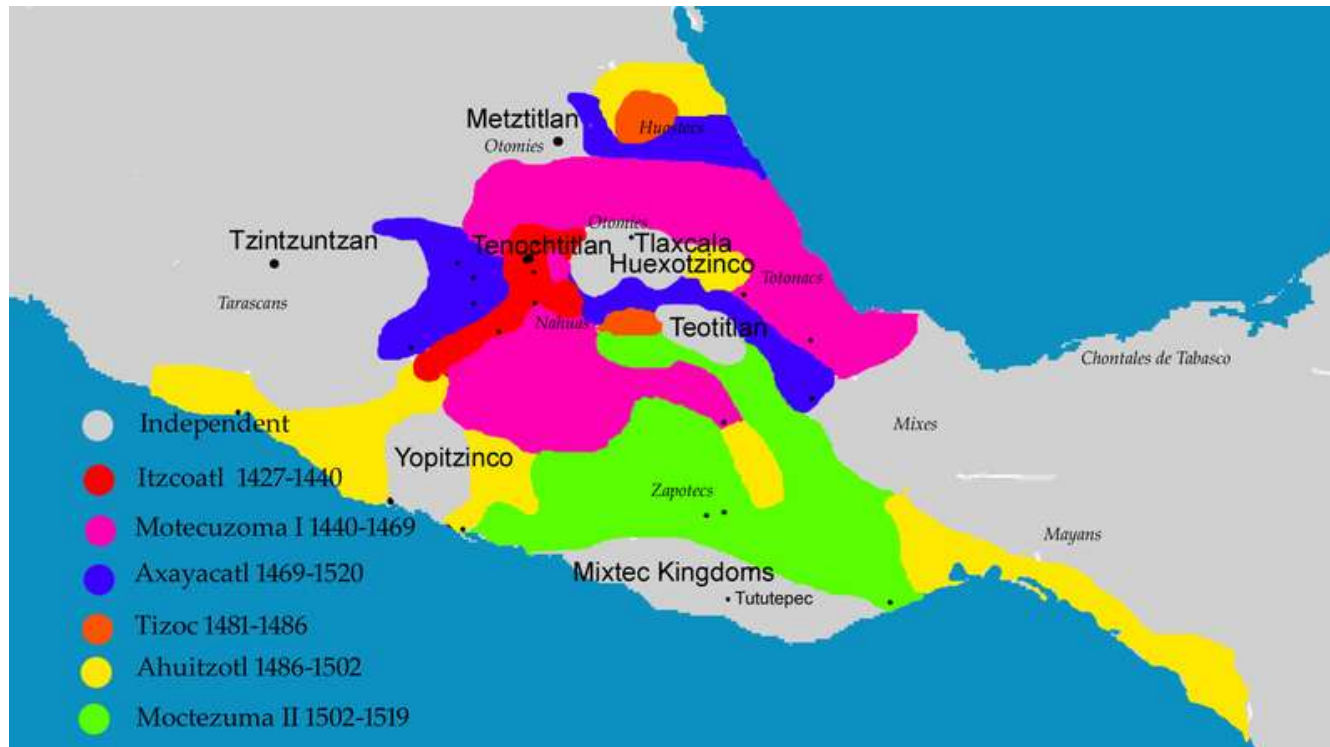 Metztitlan
Otomies
Huastecs
Tzintzuntzan
Tarascans
Otomies
Tenochtitlan
Tlaxcala
Huexotzinco
Totonacs
Nahuas
Teotitlan
Chontales de Tabasco
Mixes
Yopitzinco
Zapotecs
Mayans
Mixtec Kingdoms
Tututepec
Independent
Itzcoatl 1427-1440
Motecuzoma I 1440-1469
Axayacatl 1469-1520
Tizoc 1481-1486
Ahuitzotl 1486-1502
Moctezuma II 1502-1519